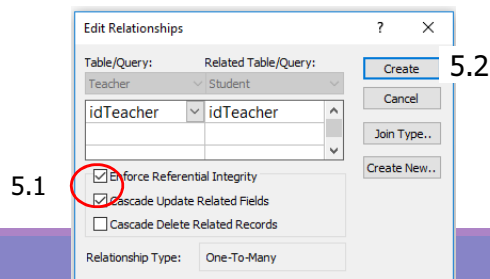 Edit Relationships ? ×
Table/Query: Related Table/Query:
Teacher Student
idTeacher idTeacher
Create 5.2
Cancel
Join Type..
Create New..
5.1
Enforce Referential Integrity
Cascade Update Related Fields
Cascade Delete Related Records
Relationship Type: One-To-Many